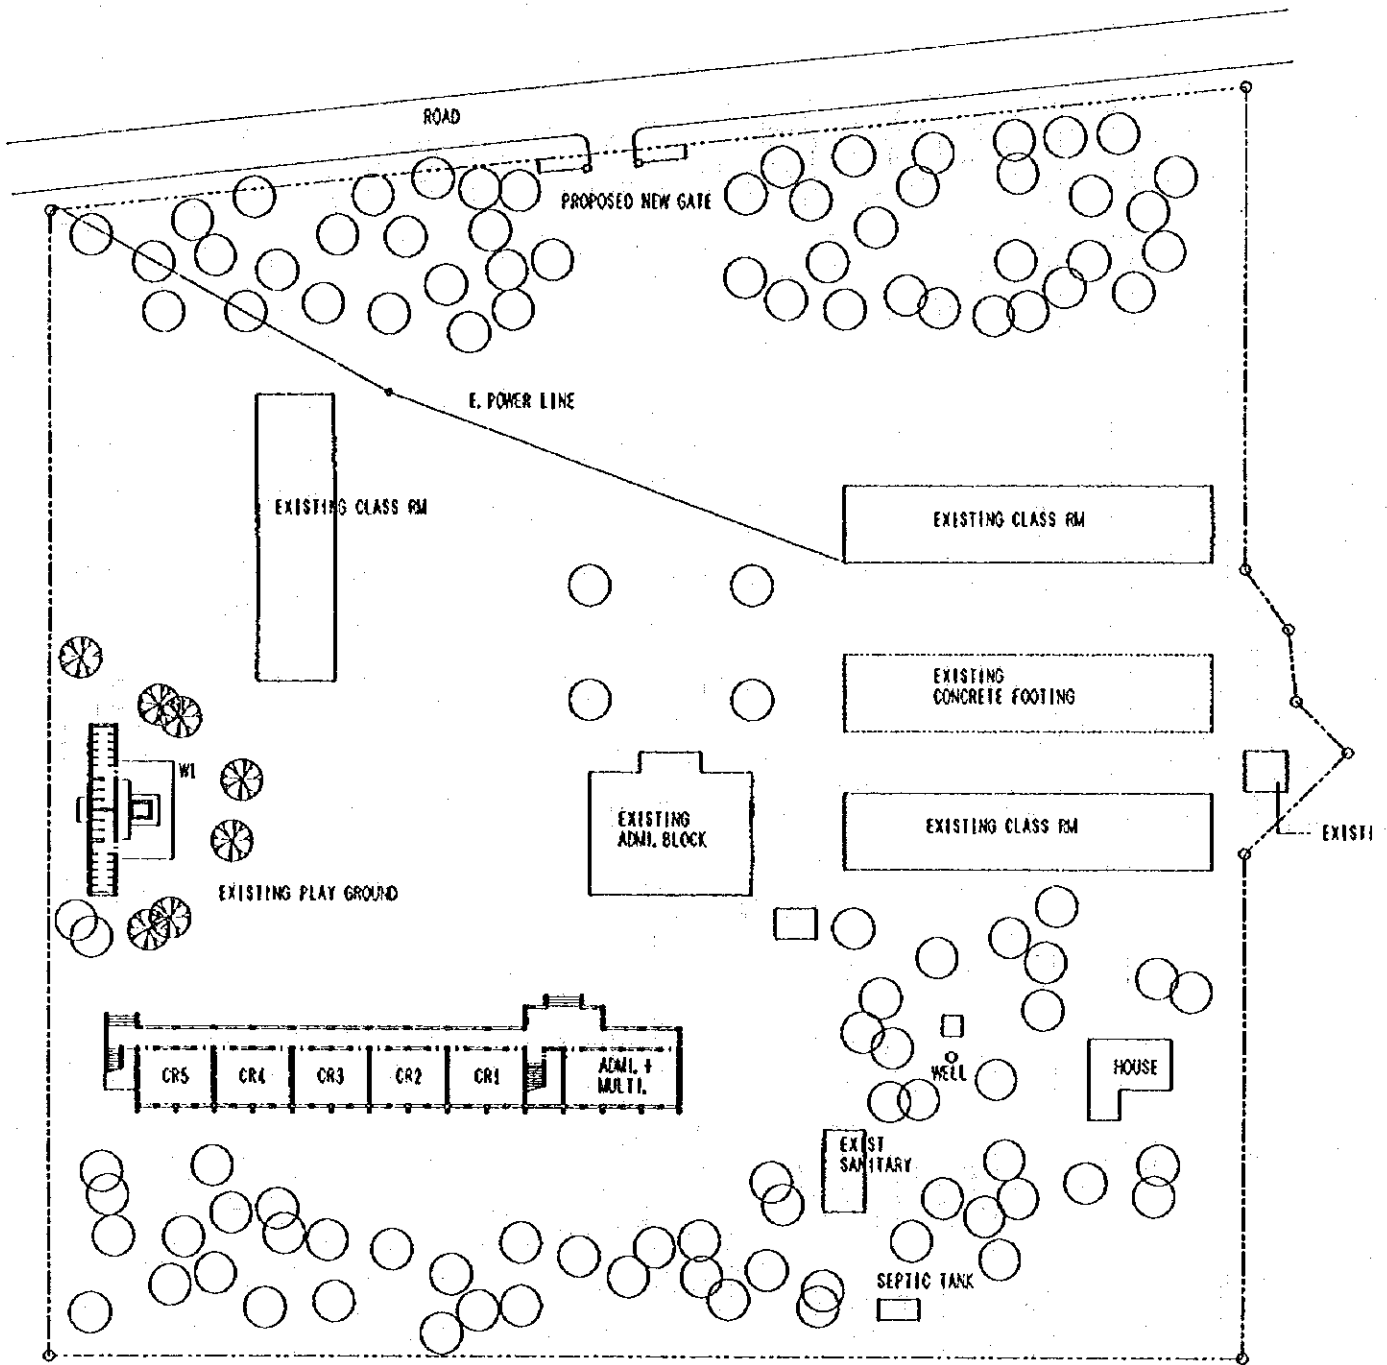 ROAD
PROPOSED NEW GATE
E. POWER LINE
EXISTING CLASS RM
EXISTING CLASS RM
EXISTING
CONCRETE FOOTING
W1
EXISTING
ADMI. BLOCK
EXISTING CLASS RM
EXISTI
EXISTING PLAY GROUND
CR5
CR4
CR3
CR2
CR1
ADMI. +
MULTI.
WELL
HOUSE
EXIST
SANITARY
SEPTIC TANK